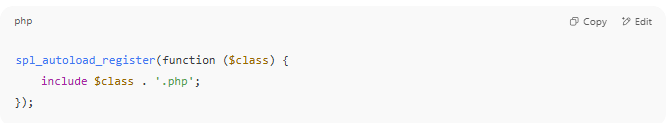 php
Copy
Edit
spl_autoload_register(function ($class) {
    include $class . '.php';
});